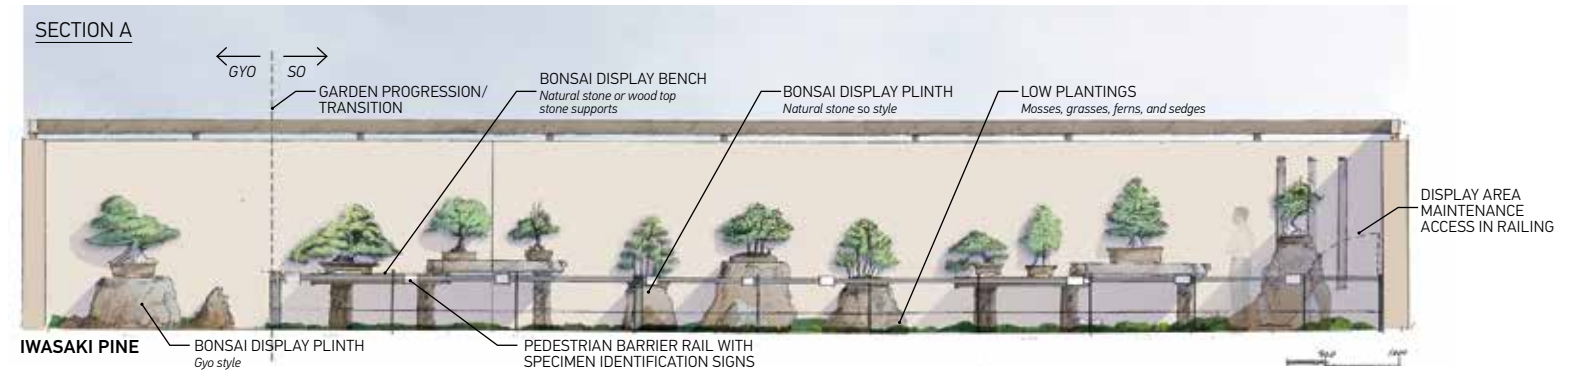 SECTION A
GYO
SO
GARDEN PROGRESSION/
TRANSITION
BONSAI DISPLAY BENCH
Natural stone or wood top
stone supports
BONSAI DISPLAY PLINTH
Natural stone so style
LOW PLANTINGS
Mosses, grasses, ferns, and sedges
DISPLAY AREA
MAINTENANCE
ACCESS IN RAILING
IWASAKI PINE
BONSAI DISPLAY PLINTH
Gyo style
PEDESTRIAN BARRIER RAIL WITH
SPECIMEN IDENTIFICATION SIGNS